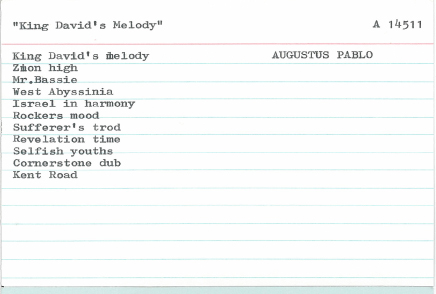 "King David's Melody" A 14511
King David's melody AUGUSTUS PABLO
Zion high
Mr.Bassie
West Abyssinia
Israel in harmony
Rockers mood
Sufferer's trod
Revelation time
Selfish youths
Cornerstone dub
Kent Road